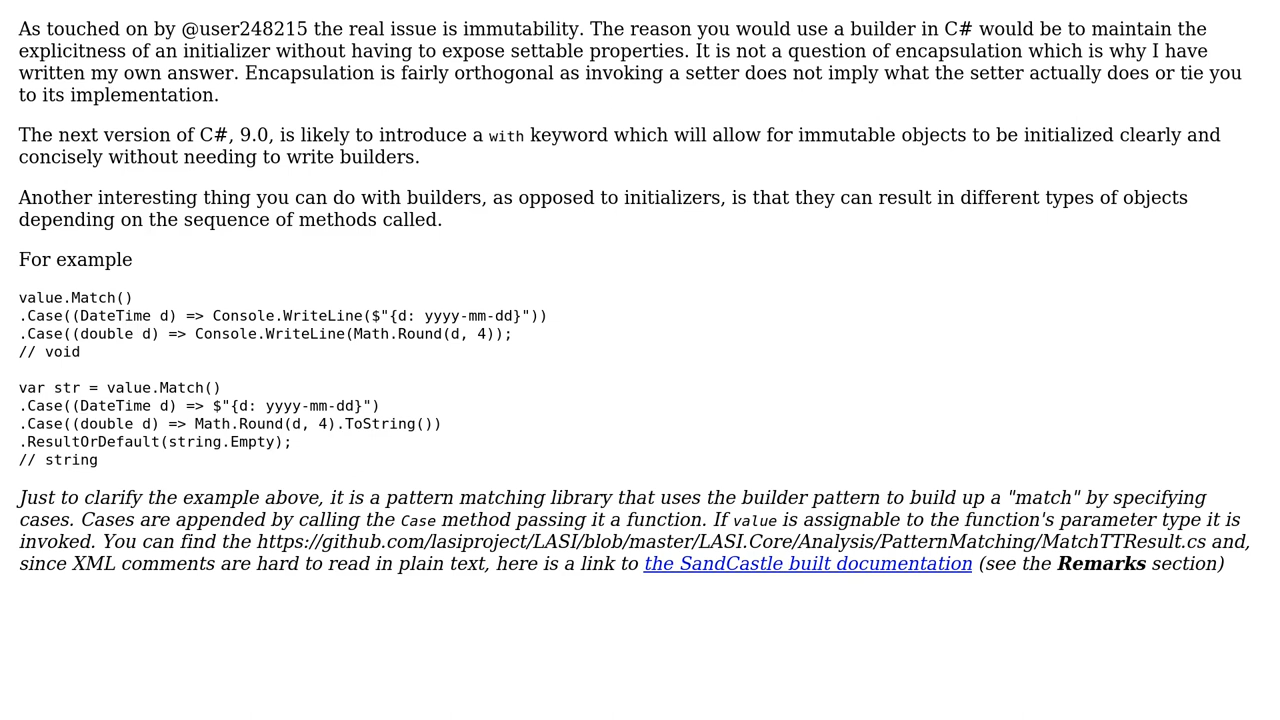 As touched on by @user248215 the real issue is immutability. The reason you would use a builder in C# would be to maintain the
explicitness of an initializer without having to expose settable properties. It is not a question of encapsulation which is why I have
written my own answer. Encapsulation is fairly orthogonal as invoking a setter does not imply what the setter actually does or tie you
to its implementation.
The next version of C#, 9.0, is likely to introduce a with keyword which will allow for immutable objects to be initialized clearly and
concisely without needing to write builders.
Another interesting thing you can do with builders, as opposed to initializers, is that they can result in different types of objects
depending on the sequence of methods called.
For example
value.Match()
.Case((DateTime d) => Console.WriteLine($"{d: yyyy-mm-dd}"))
.Case((double d) => Console.WriteLine(Math.Round(d, 4));
// void
var str = value.Match()
.Case((DateTime d) => $"{d: yyyy-mm-dd}")
.Case((double d) => Math.Round(d, 4).ToString())
.ResultOrDefault(string.Empty);
// string
Just to clarify the example above, it is a pattern matching library that uses the builder pattern to build up a "match" by specifying
cases. Cases are appended by calling the Case method passing it a function. If value is assignable to the function's parameter type it is
invoked. You can find the https://github.com/lasiproject/LASI/blob/master/LASI.Core/Analysis/PatternMatching/MatchTTResult.cs and,
since XML comments are hard to read in plain text, here is a link to the SandCastle built documentation (see the Remarks section)